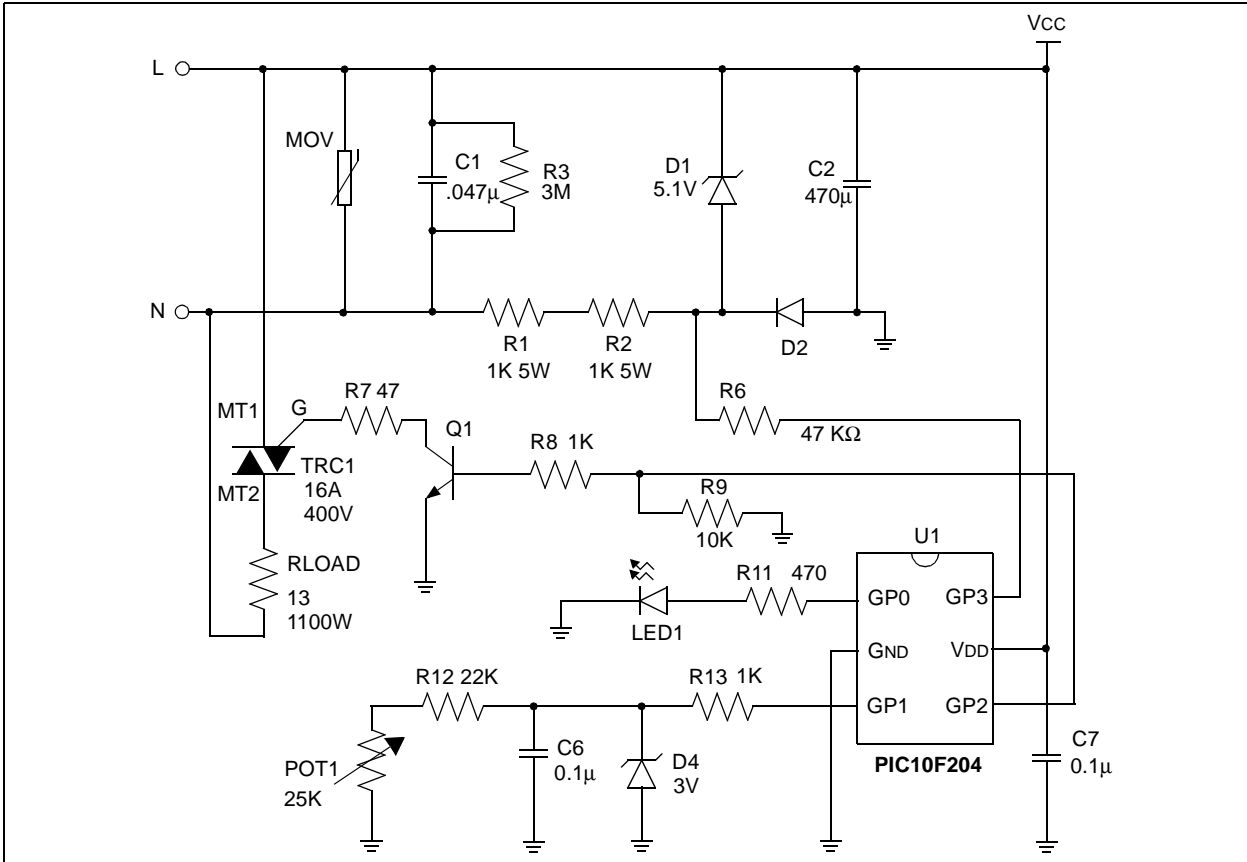 VCC
L
MOV
C1
.047µ
R3
3M
D1
5.1V
C2
470µ
N
R1
1K 5W
R2
1K 5W
D2
R6
47 KΩ
MT1
G
R7 47
Q1
R8 1K
TRC1
16A
400V
MT2
R9
10K
U1
RLOAD
13
1100W
LED1
R11 470
GP0
GP3
GND
VDD
GP1
GP2
R12 22K
R13 1K
POT1
25K
C6
0.1µ
D4
3V
PIC10F204
C7
0.1µ